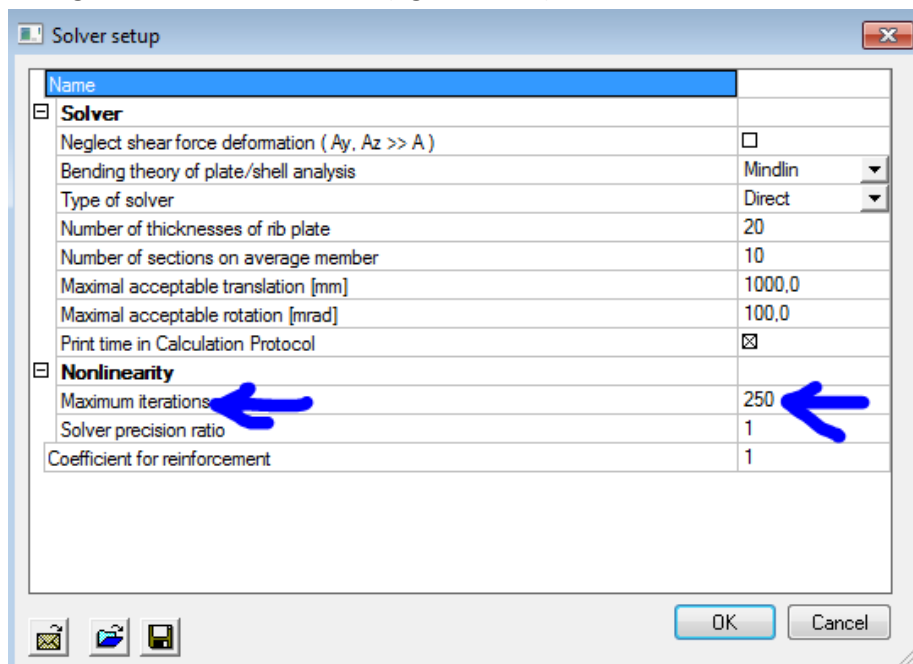 Solver setup
Name
Solver
Neglect shear force deformation ( Ay, Az >> A )
Bending theory of plate/shell analysis Mindlin
Type of solver Direct
Number of thicknesses of rib plate 20
Number of sections on average member 10
Maximal acceptable translation [mm] 1000,0
Maximal acceptable rotation [mrad] 100,0
Print time in Calculation Protocol
Nonlinearity
Maximum iterations 250
Solver precision ratio 1
Coefficient for reinforcement 1
OK Cancel